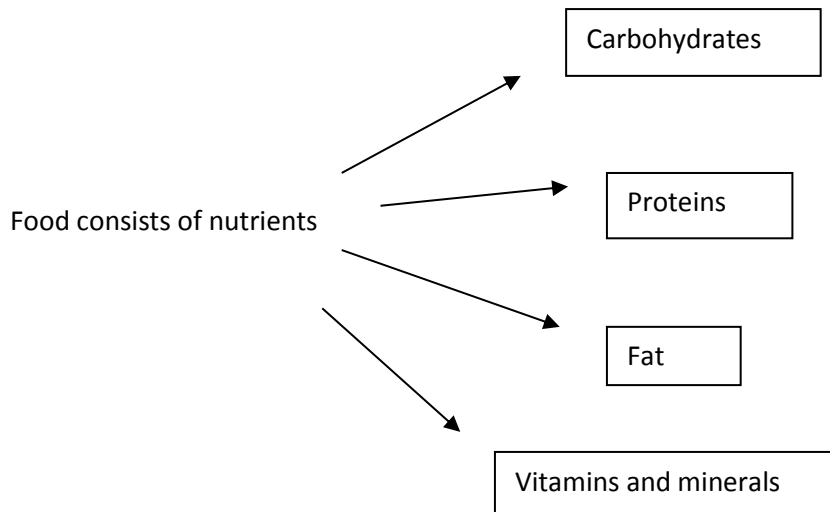 Carbohydrates
Proteins
Food consists of nutrients
Fat
Vitamins and minerals